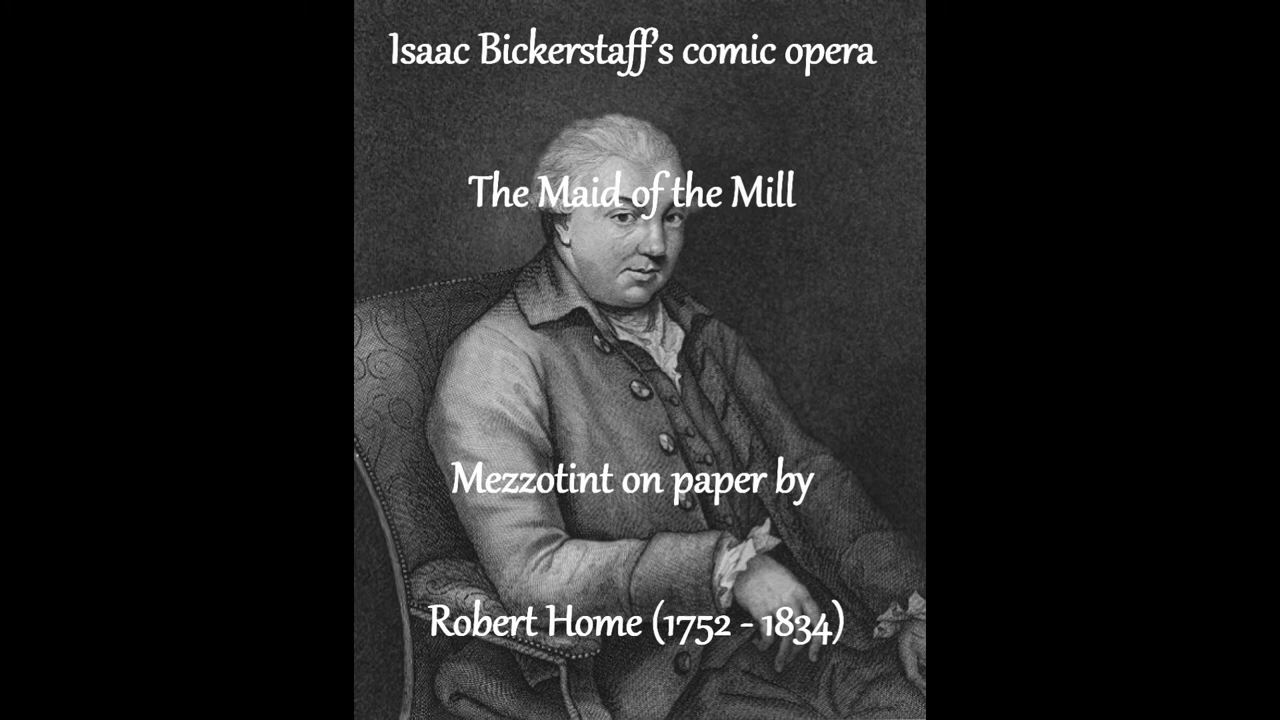 Isaac Bickerstaff's comic opera
The Maid of the Mill
Mezzotint on paper by
Robert Home (1752 - 1834)